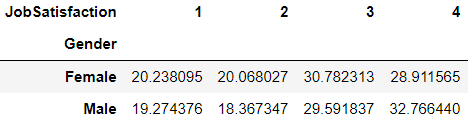 JobSatisfaction 1 2 3 4
Gender
Female 20.238095 20.068027 30.782313 28.911565
Male 19.274376 18.367347 29.591837 32.766440